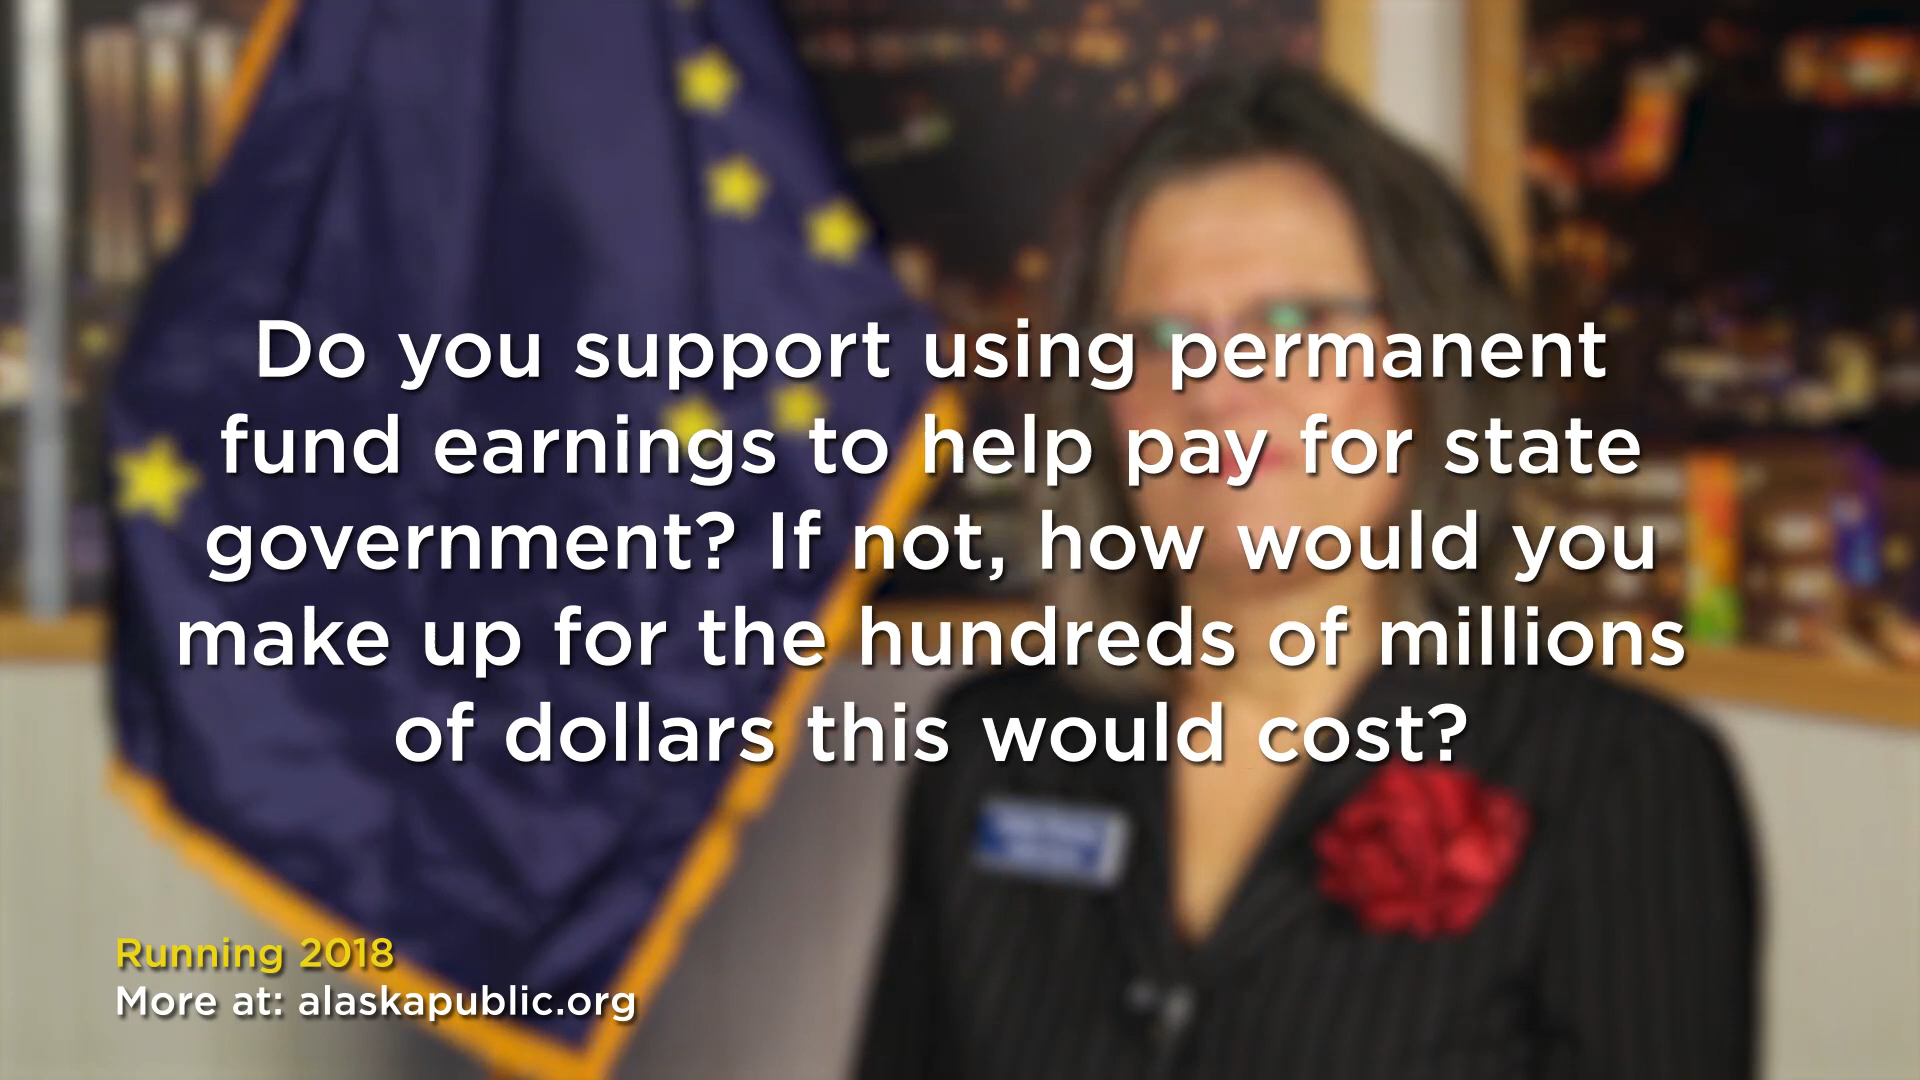 Do you support using permanent
fund earnings to help pay for state
government? If not, how would you
make up for the hundreds of millions
of dollars this would cost?
Running 2018
More at: alaskapublic.org